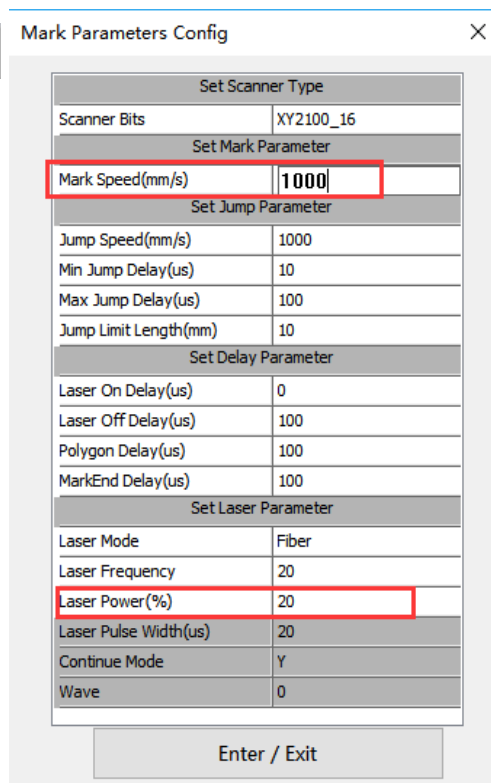 Mark Parameters Config
Set Scanner Type
Scanner Bits XY2100_16
Set Mark Parameter
Mark Speed(mm/s) 1000
Set Jump Parameter
Jump Speed(mm/s) 1000
Min Jump Delay(us) 10
Max Jump Delay(us) 100
Jump Limit Length(mm) 10
Set Delay Parameter
Laser On Delay(us) 0
Laser Off Delay(us) 100
Polygon Delay(us) 100
MarkEnd Delay(us) 100
Set Laser Parameter
Laser Mode Fiber
Laser Frequency 20
Laser Power(%) 20
Laser Pulse Width(us) 20
Continue Mode Y
Wave 0
Enter / Exit